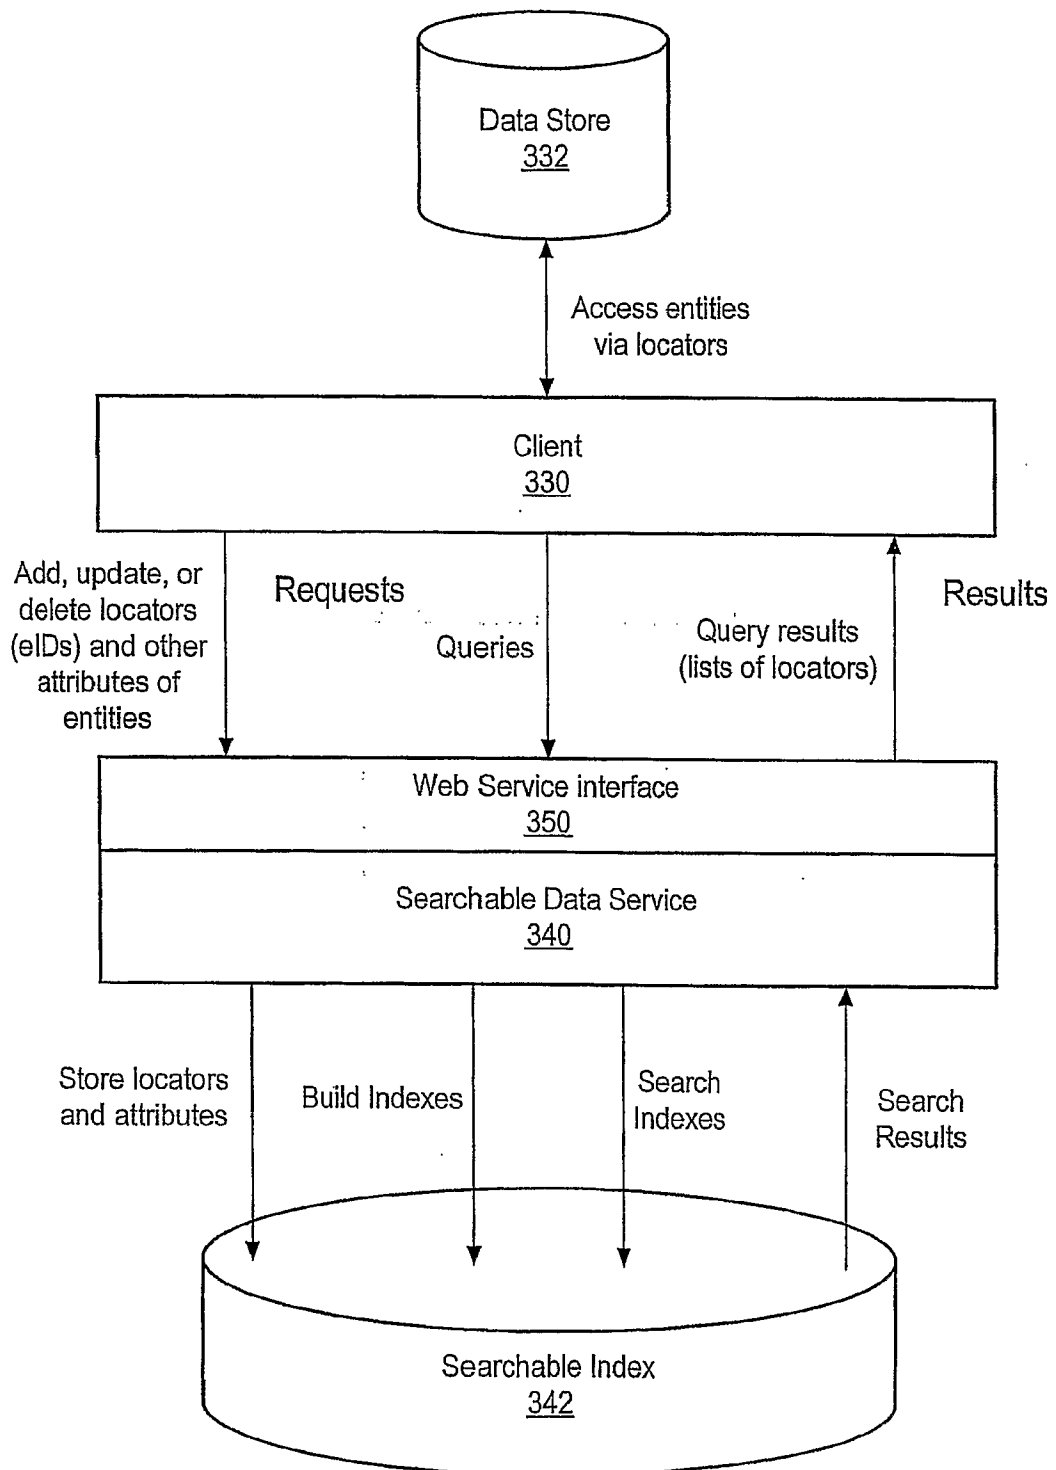 Data Store
332
Access entities
via locators
Client
330
Add, update, or
delete locators
(eIDs) and other
attributes of
entities
Requests
Queries
Query results
(lists of locators)
Results
Web Service interface
350
Searchable Data Service
340
Store locators
and attributes
Build Indexes
Search
Indexes
Search
Results
Searchable Index
342